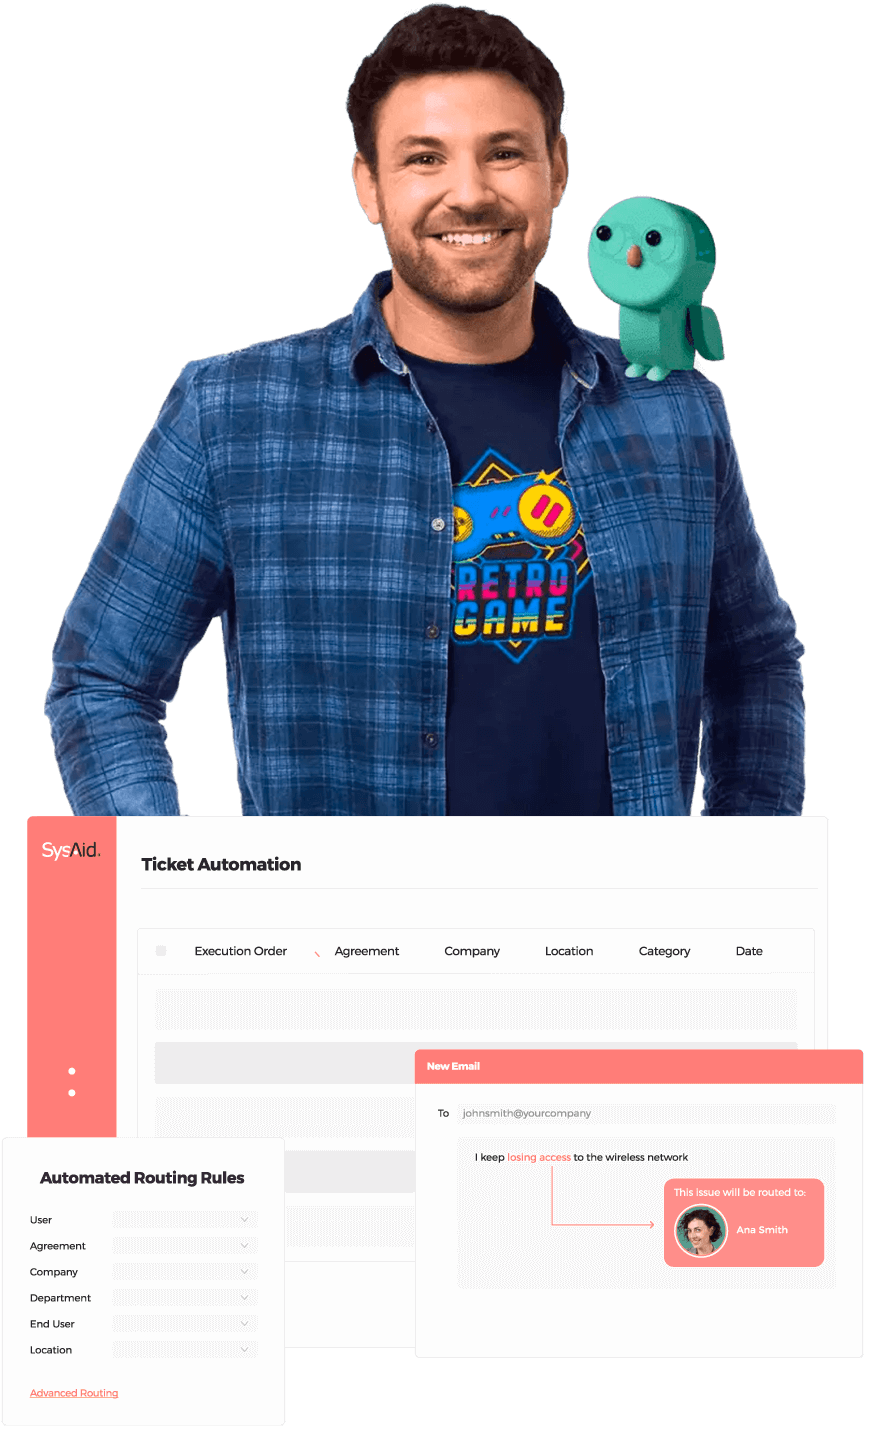 RETRO
GAME
SysAid.
Ticket Automation
Execution Order Agreement Company Location Category Date
New Email
To johnsmith@yourcompany
I keep losing access to the wireless network
This issue will be routed to:
Ana Smith
Automated Routing Rules
User
Agreement
Company
Department
End User
Location
Advanced Routing